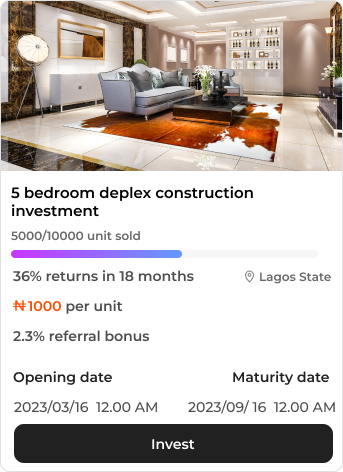 5 bedroom deplex construction
investment
5000/10000 unit sold
36% returns in 18 months
Lagos State
₦1000 per unit
2.3% referral bonus
Opening date
Maturity date
2023/03/16 12.00 AM
2023/09/ 16 12.00 AM
Invest